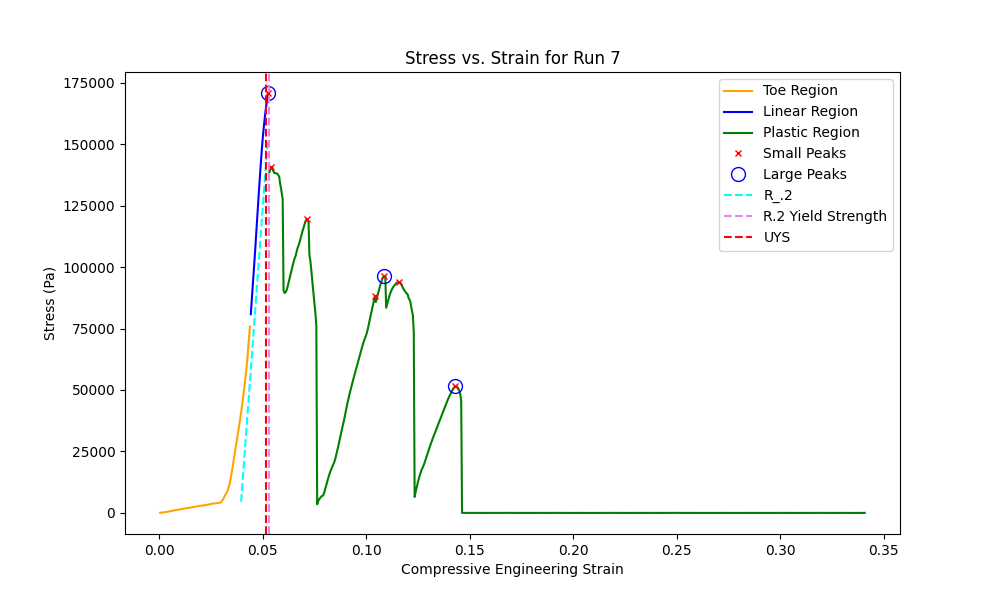 Stress vs. Strain for Run 7
175000
150000
125000
100000
75000
50000
25000
0
Stress (Pa)
0.00
0.05
0.10
0.15
0.20
0.25
0.30
0.35
Compressive Engineering Strain
Toe Region
Linear Region
Plastic Region
Small Peaks
Large Peaks
R_.2
R.2 Yield Strength
UYS